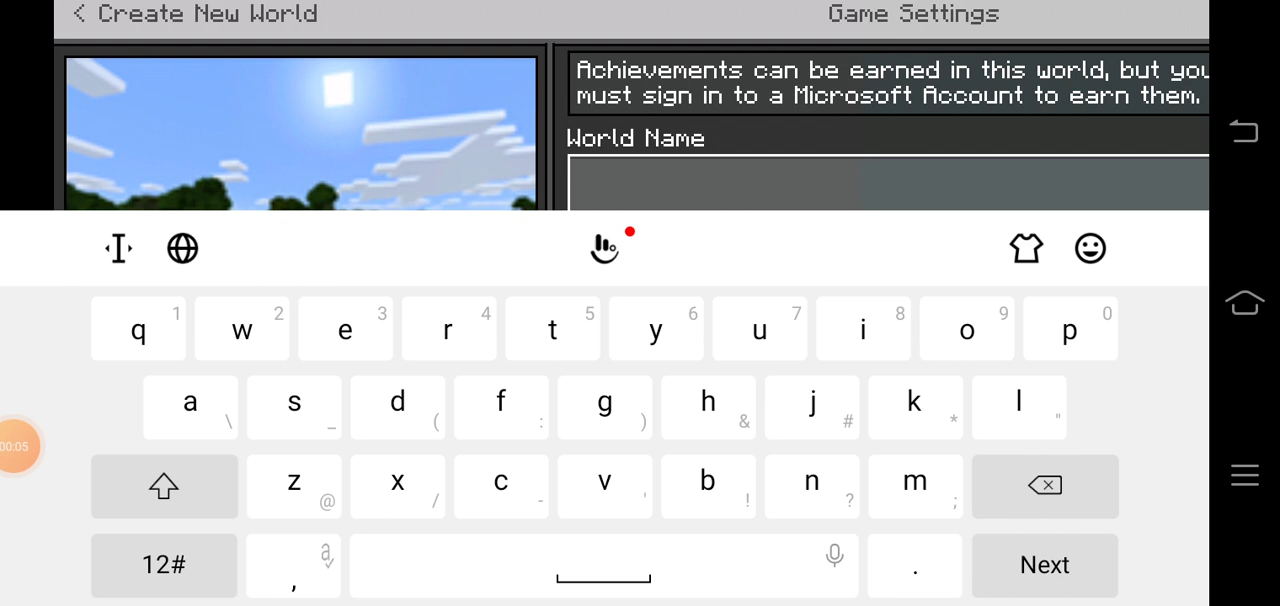 < Create New World
Game Settings
Achievements can be earned in this world, but you
must sign in to a Microsoft Account to earn them.
World Name
q 1 w 2 e 3 r 4 t 5 y 6 u 7 i 8 o 9 p 0
a \ s _ d ( f : g ) h & j # k * l "
00:05
z @ x / c - v ' b ! n ? m ;
12# , a . Next